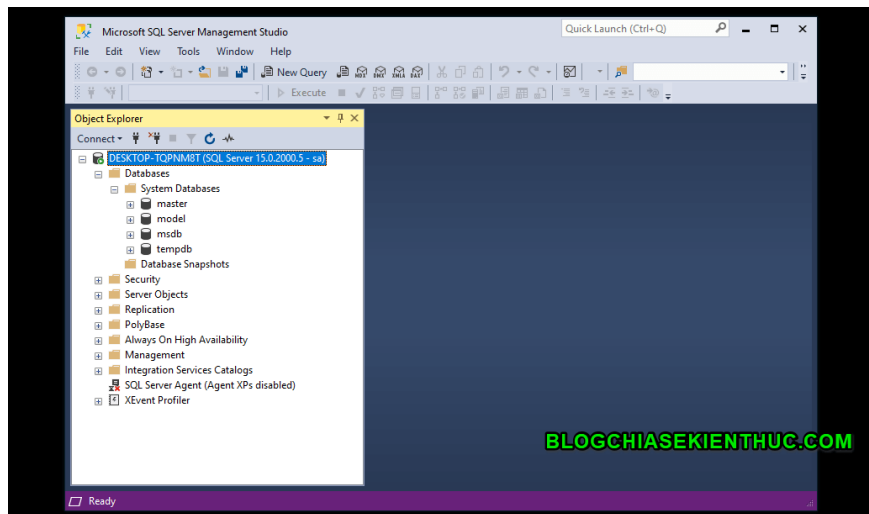 Microsoft SQL Server Management Studio
Quick Launch (Ctrl+Q)
File Edit View Tools Window Help
New Query
Execute
Object Explorer
Connect
DESKTOP-TQPNM8T (SQL Server 15.0.2000.5 - sa)
Databases
System Databases
master
model
msdb
tempdb
Database Snapshots
Security
Server Objects
Replication
PolyBase
Always On High Availability
Management
Integration Services Catalogs
SQL Server Agent (Agent XPs disabled)
XEvent Profiler
BLOGCHIASEKIENTHUC.COM
Ready